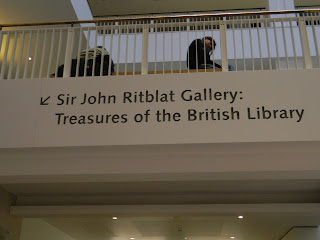 ↙ Sir John Ritblat Gallery:
Treasures of the British Library